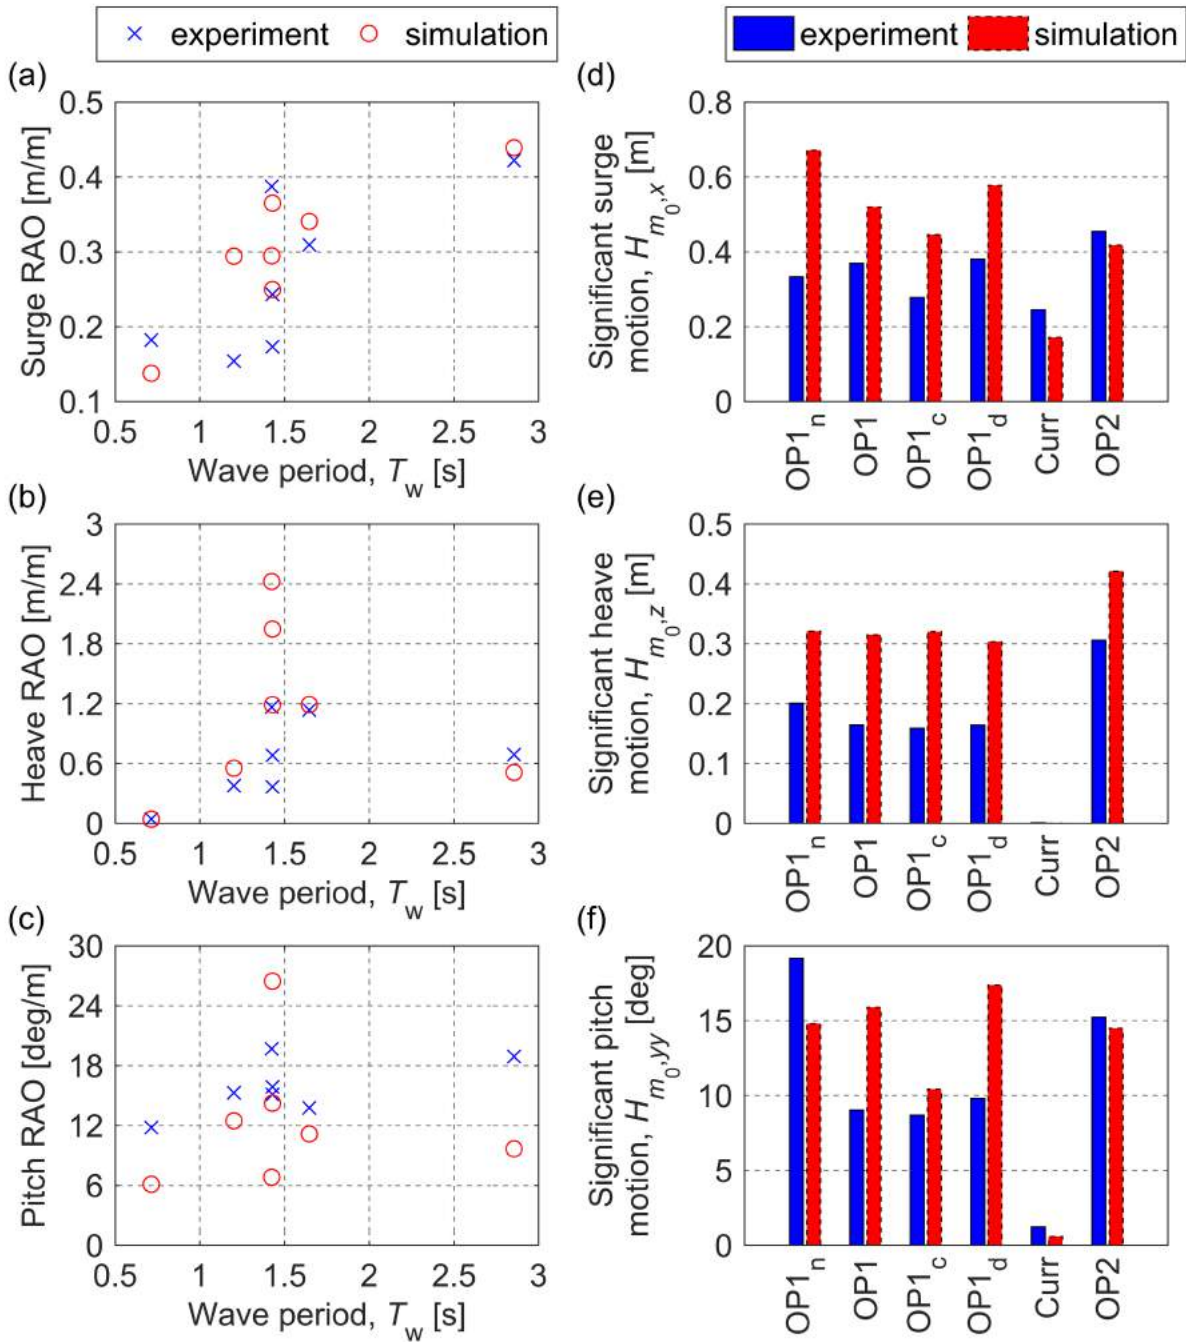 experiment simulation
experiment simulation
(a)
0.5
0.4
0.3
0.2
0.1
Surge RAO [m/m]
0.5 1 1.5 2 2.5 3
Wave period, T_w [s]
(d)
0.8
0.6
0.4
0.2
0
Significant surge
motion, H_m_0,x [m]
OP1_n OP1 OP1_c OP1_d Curr OP2
(b)
3
2.4
1.8
1.2
0.6
0
Heave RAO [m/m]
0.5 1 1.5 2 2.5 3
Wave period, T_w [s]
(e)
0.5
0.4
0.3
0.2
0.1
0
Significant heave
motion, H_m_0,z [m]
OP1_n OP1 OP1_c OP1_d Curr OP2
(c)
30
24
18
12
6
0
Pitch RAO [deg/m]
0.5 1 1.5 2 2.5 3
Wave period, T_w [s]
(f)
20
15
10
5
0
Significant pitch
motion, H_m_0,yy [deg]
OP1_n OP1 OP1_c OP1_d Curr OP2